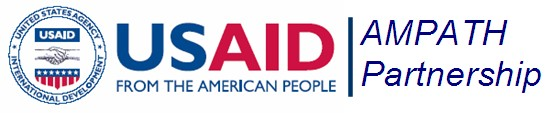 UNITED STATES AGENCY
USAID
INTERNATIONAL DEVELOPMENT
USAID
FROM THE AMERICAN PEOPLE
AMPATH
Partnership